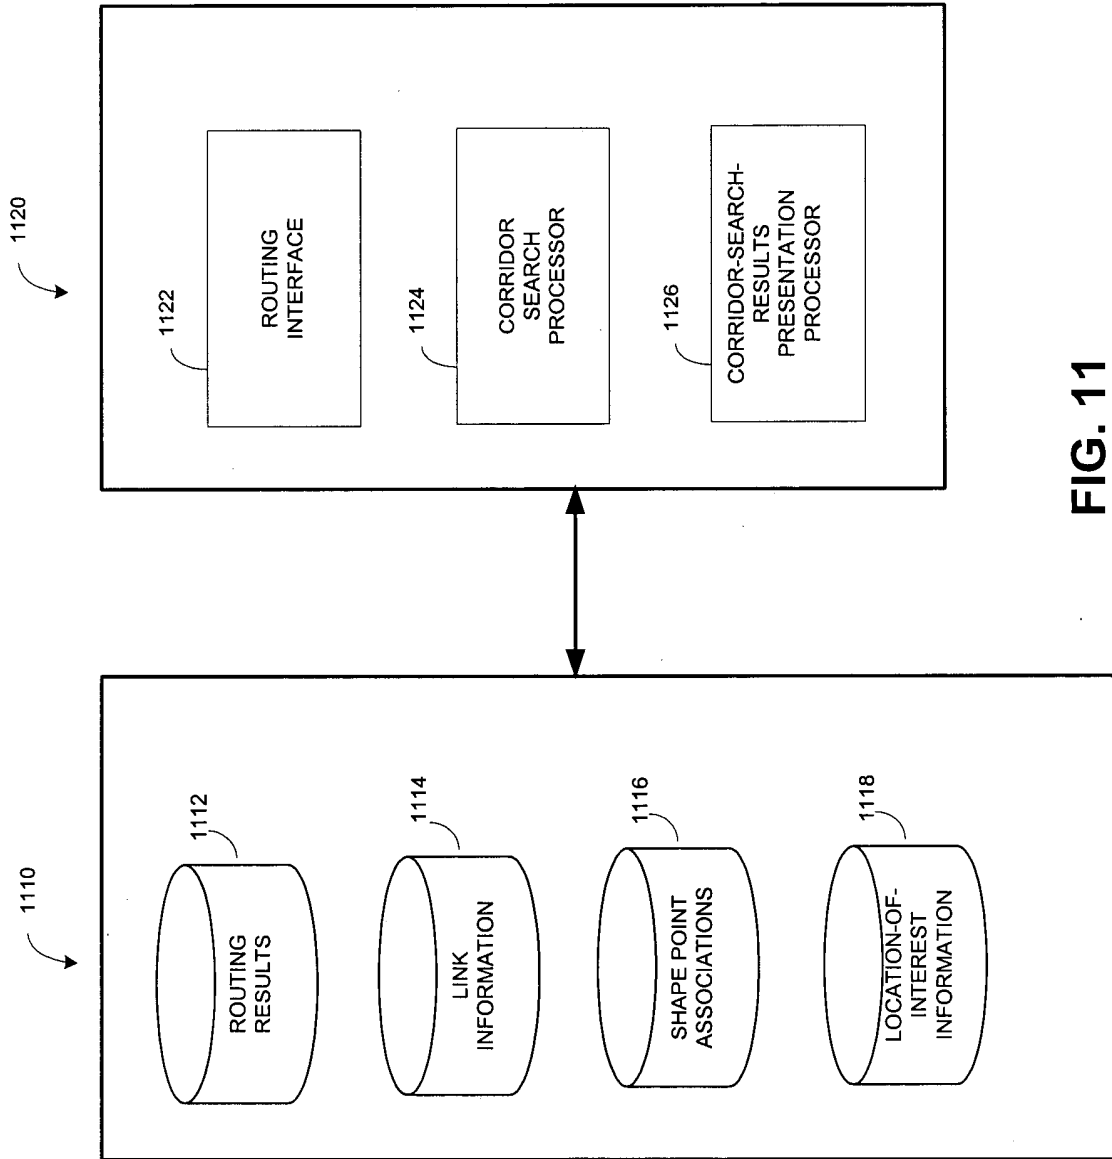 1110
1112
ROUTING
RESULTS
1114
LINK
INFORMATION
1116
SHAPE POINT
ASSOCIATIONS
1118
LOCATION-OF-
INTEREST
INFORMATION
1120
1122
ROUTING
INTERFACE
1124
CORRIDOR
SEARCH
PROCESSOR
1126
CORRIDOR-SEARCH-
RESULTS
PRESENTATION
PROCESSOR
FIG. 11